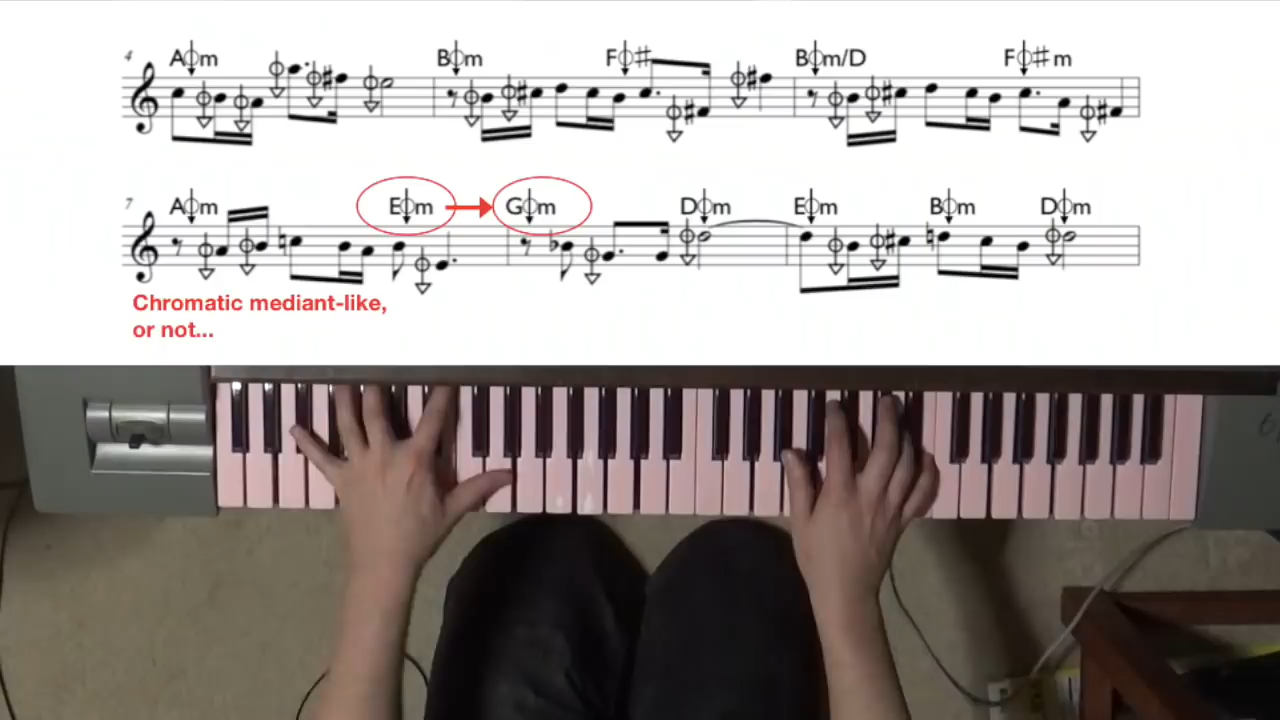 4 A⌽m B⌽m F⌽# B⌽m/D F⌽#m
7 A⌽m E⌽m G⌽m D⌽m E⌽m B⌽m D⌽m
Chromatic mediant-like,
or not...